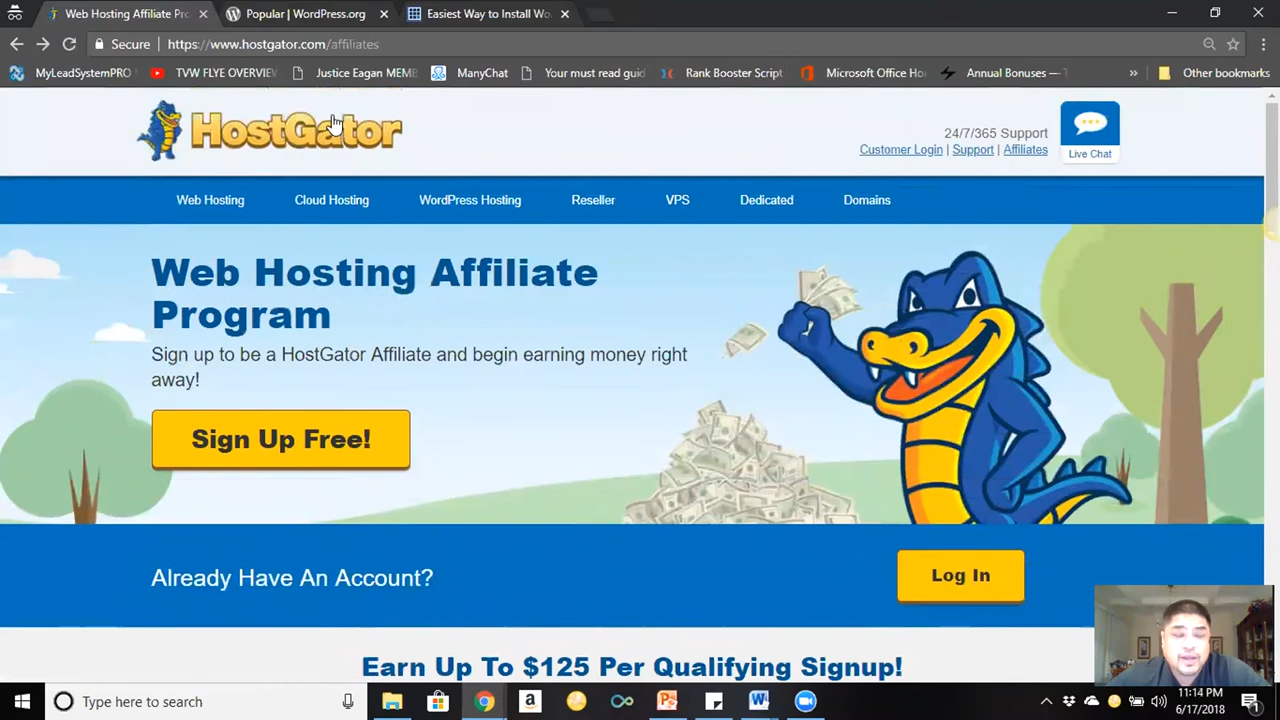 Web Hosting Affiliate Pro
Popular | WordPress.org
Easiest Way to Install Wo
Secure
https://www.hostgator.com/affiliates
MyLeadSystemPRO
TVW FLYE OVERVIEW
Justice Eagan MEMB
ManyChat
Your must read guid
Rank Booster Script
Microsoft Office Ho
Annual Bonuses — T
»
Other bookmarks
HostGator
24/7/365 Support
Customer Login | Support | Affiliates
Live Chat
Web Hosting
Cloud Hosting
WordPress Hosting
Reseller
VPS
Dedicated
Domains
Web Hosting Affiliate
Program
Sign up to be a HostGator Affiliate and begin earning money right
away!
Sign Up Free!
Already Have An Account?
Log In
Earn Up To $125 Per Qualifying Signup!
Type here to search
11:14 PM
6/17/2018